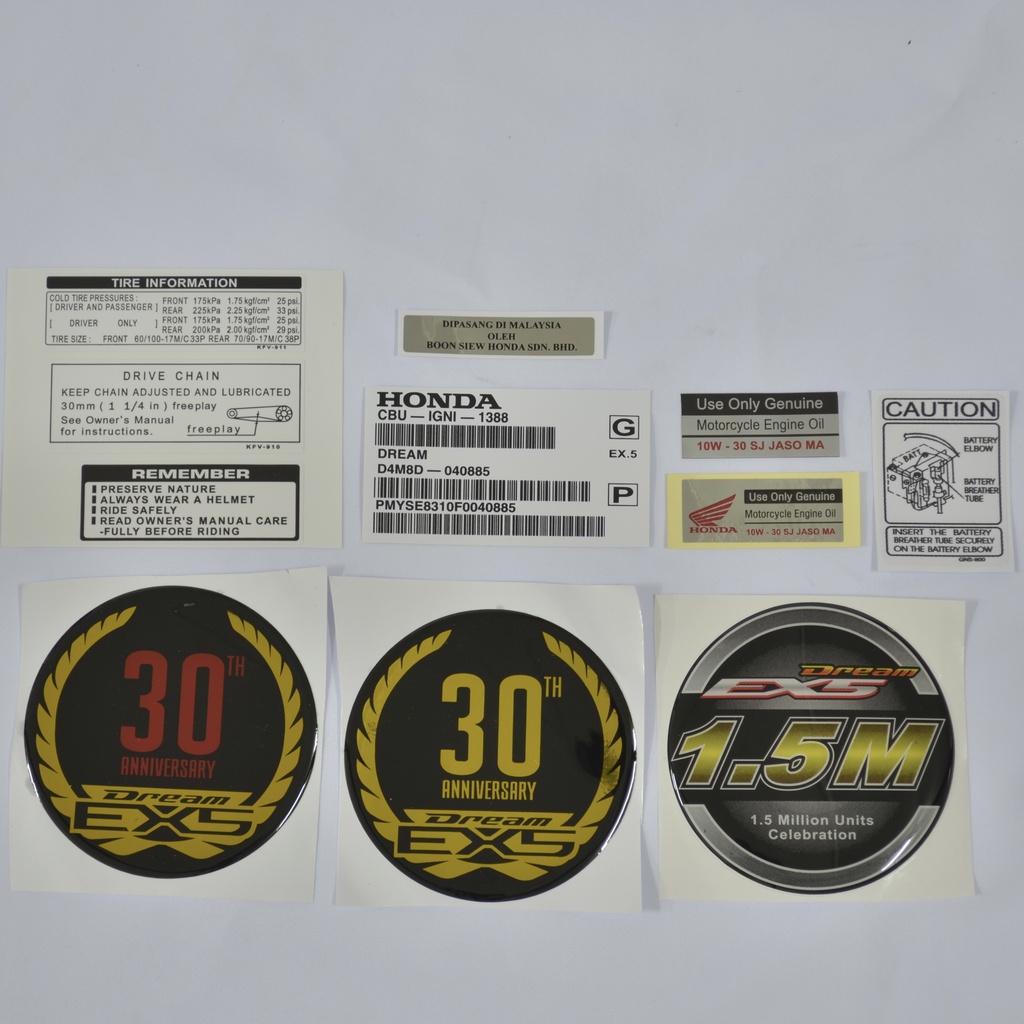 TIRE INFORMATION
COLD TIRE PRESSURES :
[ DRIVER AND PASSENGER ] FRONT 175kPa 1.75 kgf/cm² 25 psi.
REAR 225kPa 2.25 kgf/cm² 33 psi.
[ DRIVER ONLY ] FRONT 175kPa 1.75 kgf/cm² 25 psi.
REAR 200kPa 2.00 kgf/cm² 29 psi.
TIRE SIZE : FRONT 60/100-17M/C 33P REAR 70/90-17M/C 38P
KFV-911
DRIVE CHAIN
KEEP CHAIN ADJUSTED AND LUBRICATED
30mm ( 1 1/4 in ) freeplay
See Owner's Manual
for instructions.
freeplay
KFV-910
REMEMBER
PRESERVE NATURE
ALWAYS WEAR A HELMET
RIDE SAFELY
READ OWNER'S MANUAL CARE
-FULLY BEFORE RIDING
DIPASANG DI MALAYSIA
OLEH
BOON SIEW HONDA SDN. BHD.
HONDA
CBU — IGNI — 1388
G
DREAM
EX.5
D4M8D — 040885
P
PMYSE8310F0040885
Use Only Genuine
Motorcycle Engine Oil
10W - 30 SJ JASO MA
HONDA
Use Only Genuine
Motorcycle Engine Oil
10W - 30 SJ JASO MA
CAUTION
BATTERY
ELBOW
BATT
BATTERY
BREATHER
TUBE
INSERT THE BATTERY
BREATHER TUBE SECURELY
ON THE BATTERY ELBOW
30TH
ANNIVERSARY
Dream
EX5
30TH
ANNIVERSARY
Dream
EX5
Dream
EX5
1.5M
1.5 Million Units
Celebration